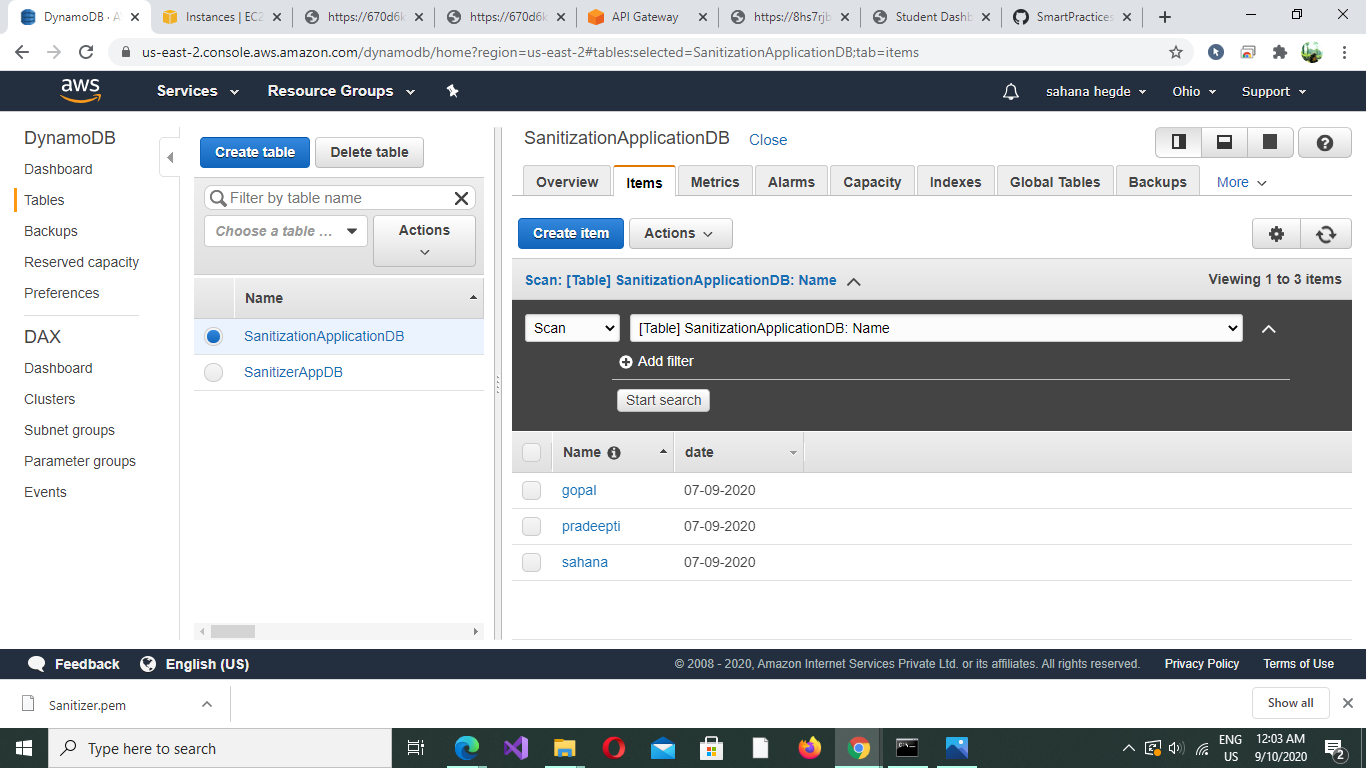 DynamoDB · A
Instances | EC2
https://670d6k
https://670d6k
API Gateway
https://8hs7rjb
Student Dashb
SmartPractices
us-east-2.console.aws.amazon.com/dynamodb/home?region=us-east-2#tables:selected=SanitizationApplicationDB;tab=items
aws
Services
Resource Groups
sahana hegde
Ohio
Support
DynamoDB
Dashboard
Tables
Backups
Reserved capacity
Preferences
DAX
Dashboard
Clusters
Subnet groups
Parameter groups
Events
Create table
Delete table
Filter by table name
Choose a table ...
Actions
Name
SanitizationApplicationDB
SanitizerAppDB
SanitizationApplicationDB
Close
Overview
Items
Metrics
Alarms
Capacity
Indexes
Global Tables
Backups
More
Create item
Actions
Scan: [Table] SanitizationApplicationDB: Name
Viewing 1 to 3 items
Scan
[Table] SanitizationApplicationDB: Name
Add filter
Start search
Name
date
gopal 07-09-2020
pradeepti 07-09-2020
sahana 07-09-2020
Feedback
English (US)
© 2008 - 2020, Amazon Internet Services Private Ltd. or its affiliates. All rights reserved.
Privacy Policy
Terms of Use
Sanitizer.pem
Show all
Type here to search
ENG
US
12:03 AM
9/10/2020
2